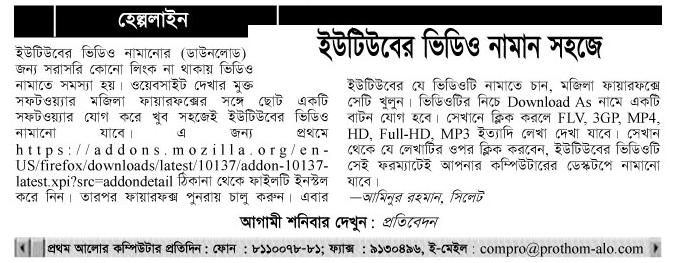 হেল্পলাইন
ইউটিউবের ভিডিও নামান সহজে
ইউটিউবের ভিডিও নামানোর (ডাউনলোড)
জন্য সরাসরি কোনো লিংক না থাকায় ভিডিও
নামাতে সমস্যা হয়। ওয়েবসাইট দেখার মুক্ত
সফটওয়্যার মজিলা ফায়ারফক্সের সঙ্গে ছোট একটি
সফটওয়্যার যোগ করে খুব সহজেই ইউটিউবের ভিডিও
নামানো যাবে। এ জন্য প্রথমে
https://addons.mozilla.org/en-
US/firefox/downloads/latest/10137/addon-10137-
latest.xpi?src=addondetail ঠিকানা থেকে ফাইলটি ইনস্টল
করে নিন। তারপর ফায়ারফক্স পুনরায় চালু করুন। এবার
ইউটিউবের যে ভিডিওটি নামাতে চান, মজিলা ফায়ারফক্সে
সেটি খুলুন। ভিডিওটির নিচে Download As নামে একটি
বাটন যোগ হবে। সেখানে ক্লিক করলে FLV, 3GP, MP4,
HD, Full-HD, MP3 ইত্যাদি লেখা দেখা যাবে। সেখান
থেকে যে লেখাটির ওপর ক্লিক করবেন, ইউটিউবের ভিডিওটি
সেই ফরম্যাটেই আপনার কম্পিউটারের ডেস্কটপে নামানো
যাবে।
—আমিনুর রহমান, সিলেট
আগামী শনিবার দেখুন : প্রতিবেদন
প্রথম আলোর কম্পিউটার প্রতিদিন : ফোন : ৮১১০০৭৮-৮১; ফ্যাক্স : ৯১৩০৪৯৬, ই-মেইল : compro@prothom-alo.com